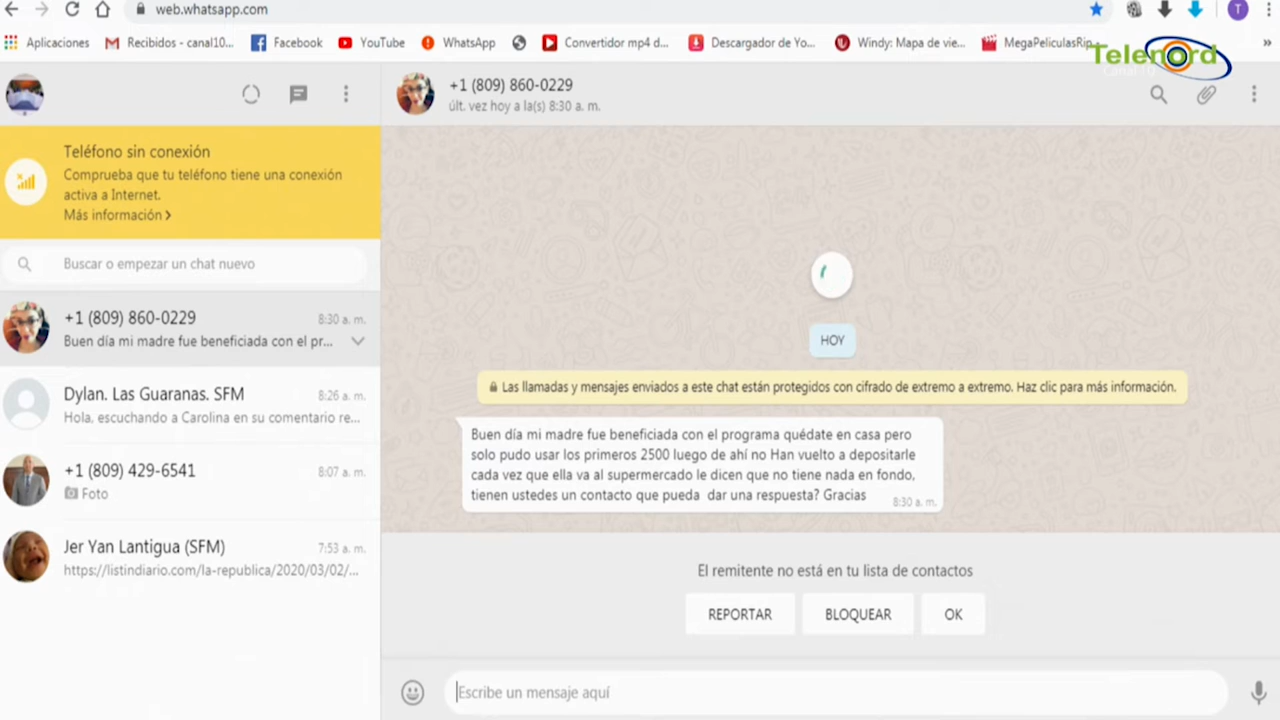 web.whatsapp.com
T
Aplicaciones
Recibidos - canal10...
Facebook
YouTube
WhatsApp
Convertidor mp4 d...
Descargador de Yo...
Windy: Mapa de vie...
MegaPeliculasRip
»
Telenord
Canal 10
+1 (809) 860-0229
últ. vez hoy a la(s) 8:30 a. m.
Teléfono sin conexión
Comprueba que tu teléfono tiene una conexión
activa a Internet.
Más información >
Buscar o empezar un chat nuevo
+1 (809) 860-0229
8:30 a. m.
Buen día mi madre fue beneficiada con el pr...
Dylan. Las Guaranas. SFM
8:26 a. m.
Hola, escuchando a Carolina en su comentario re...
+1 (809) 429-6541
8:07 a. m.
Foto
Jer Yan Lantigua (SFM)
7:53 a. m.
https://listindiario.com/la-republica/2020/03/02/...
HOY
Las llamadas y mensajes enviados a este chat están protegidos con cifrado de extremo a extremo. Haz clic para más información.
Buen día mi madre fue beneficiada con el programa quédate en casa pero
solo pudo usar los primeros 2500 luego de ahí no Han vuelto a depositarle
cada vez que ella va al supermercado le dicen que no tiene nada en fondo,
tienen ustedes un contacto que pueda  dar una respuesta? Gracias
8:30 a. m.
El remitente no está en tu lista de contactos
REPORTAR
BLOQUEAR
OK
Escribe un mensaje aquí